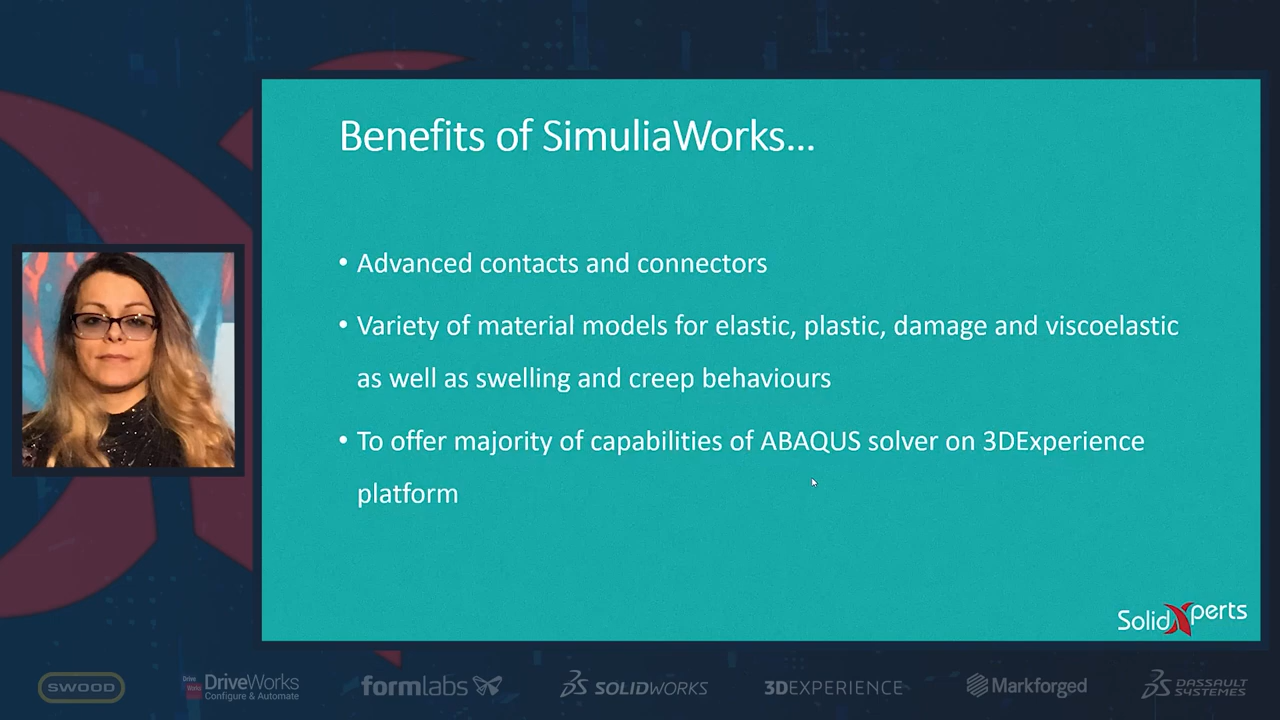 Benefits of SimuliaWorks...
• Advanced contacts and connectors
• Variety of material models for elastic, plastic, damage and viscoelastic
as well as swelling and creep behaviours
• To offer majority of capabilities of ABAQUS solver on 3DExperience
platform
SolidXperts
SWOOD
Drive
Works
DriveWorks
Configure & Automate
formlabs
SOLIDWORKS
3DEXPERIENCE
Markforged
DASSAULT
SYSTEMES